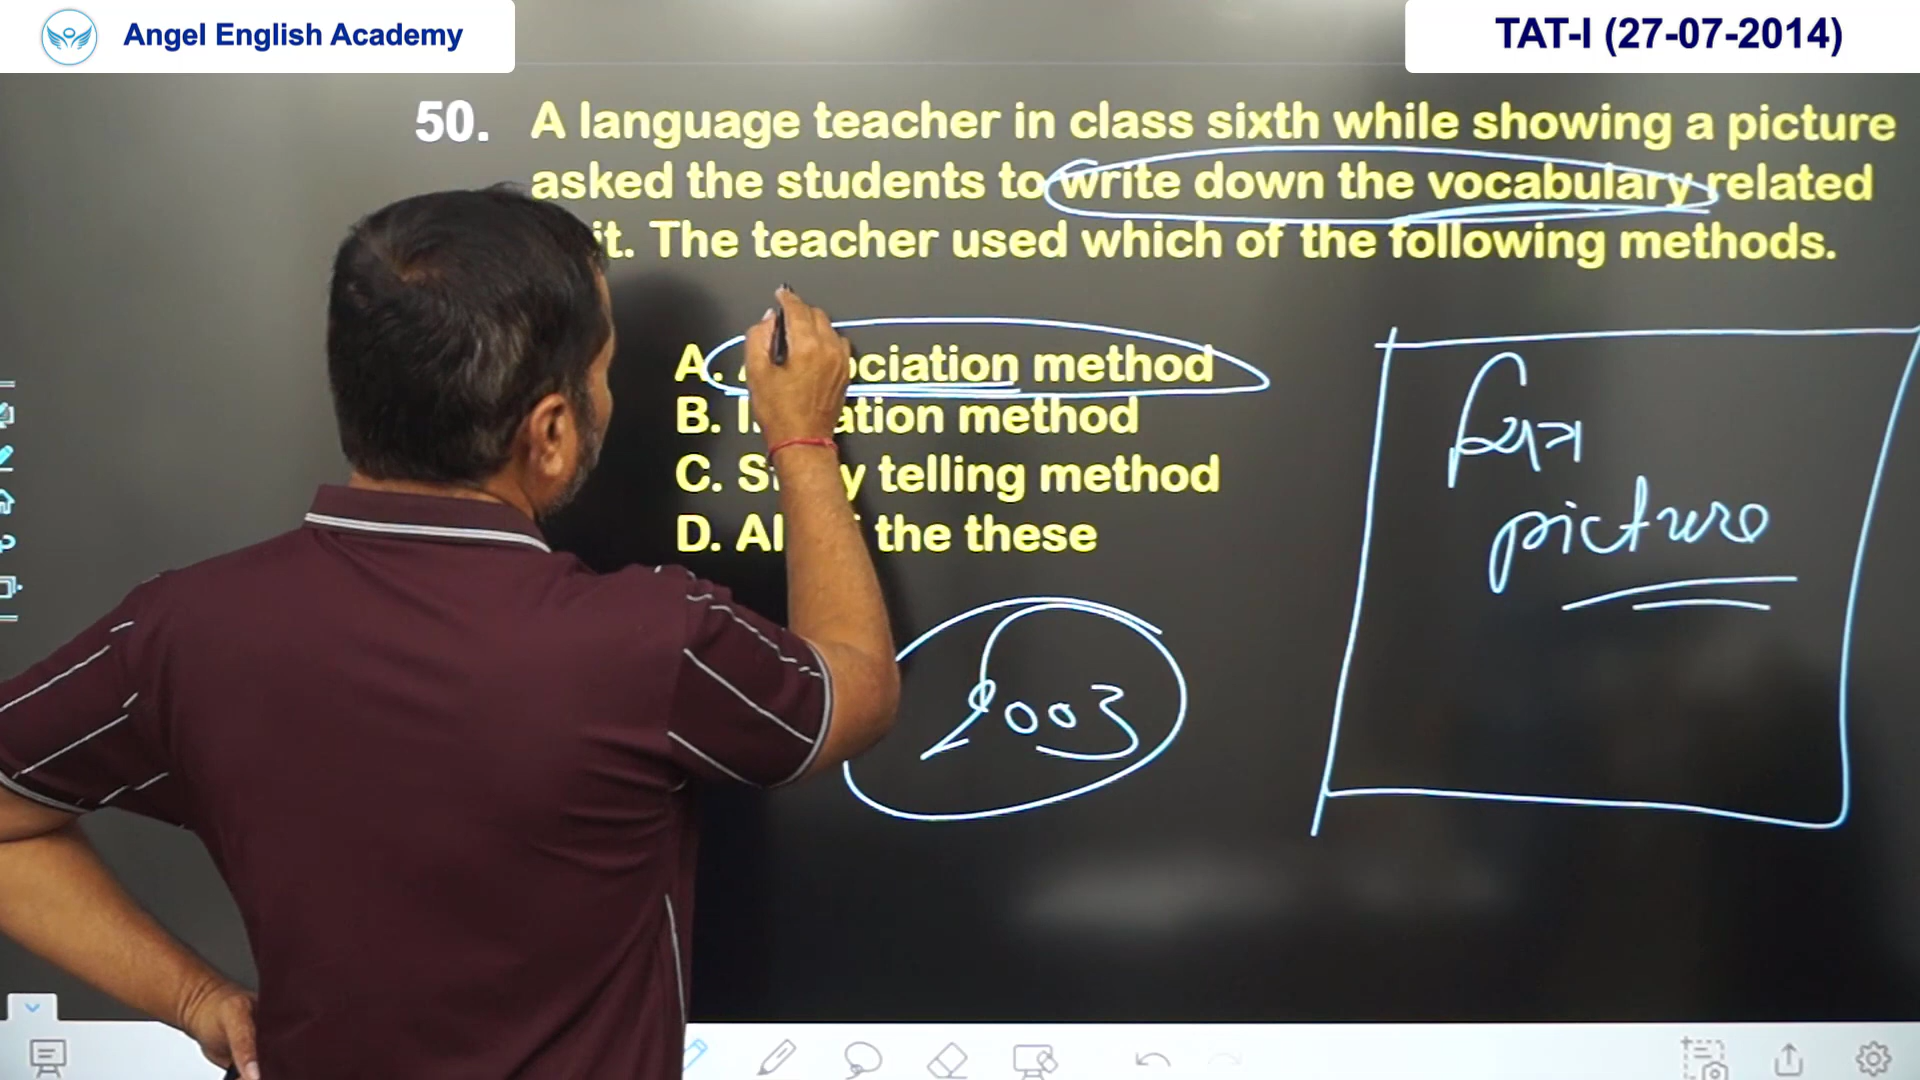 Angel English Academy
TAT-I (27-07-2014)
50. A language teacher in class sixth while showing a picture
asked the students to write down the vocabulary related
it. The teacher used which of the following methods.
A. ociation method
B. I ation method
C. S y telling method
D. Al the these
ચિત્ર
picture
2003